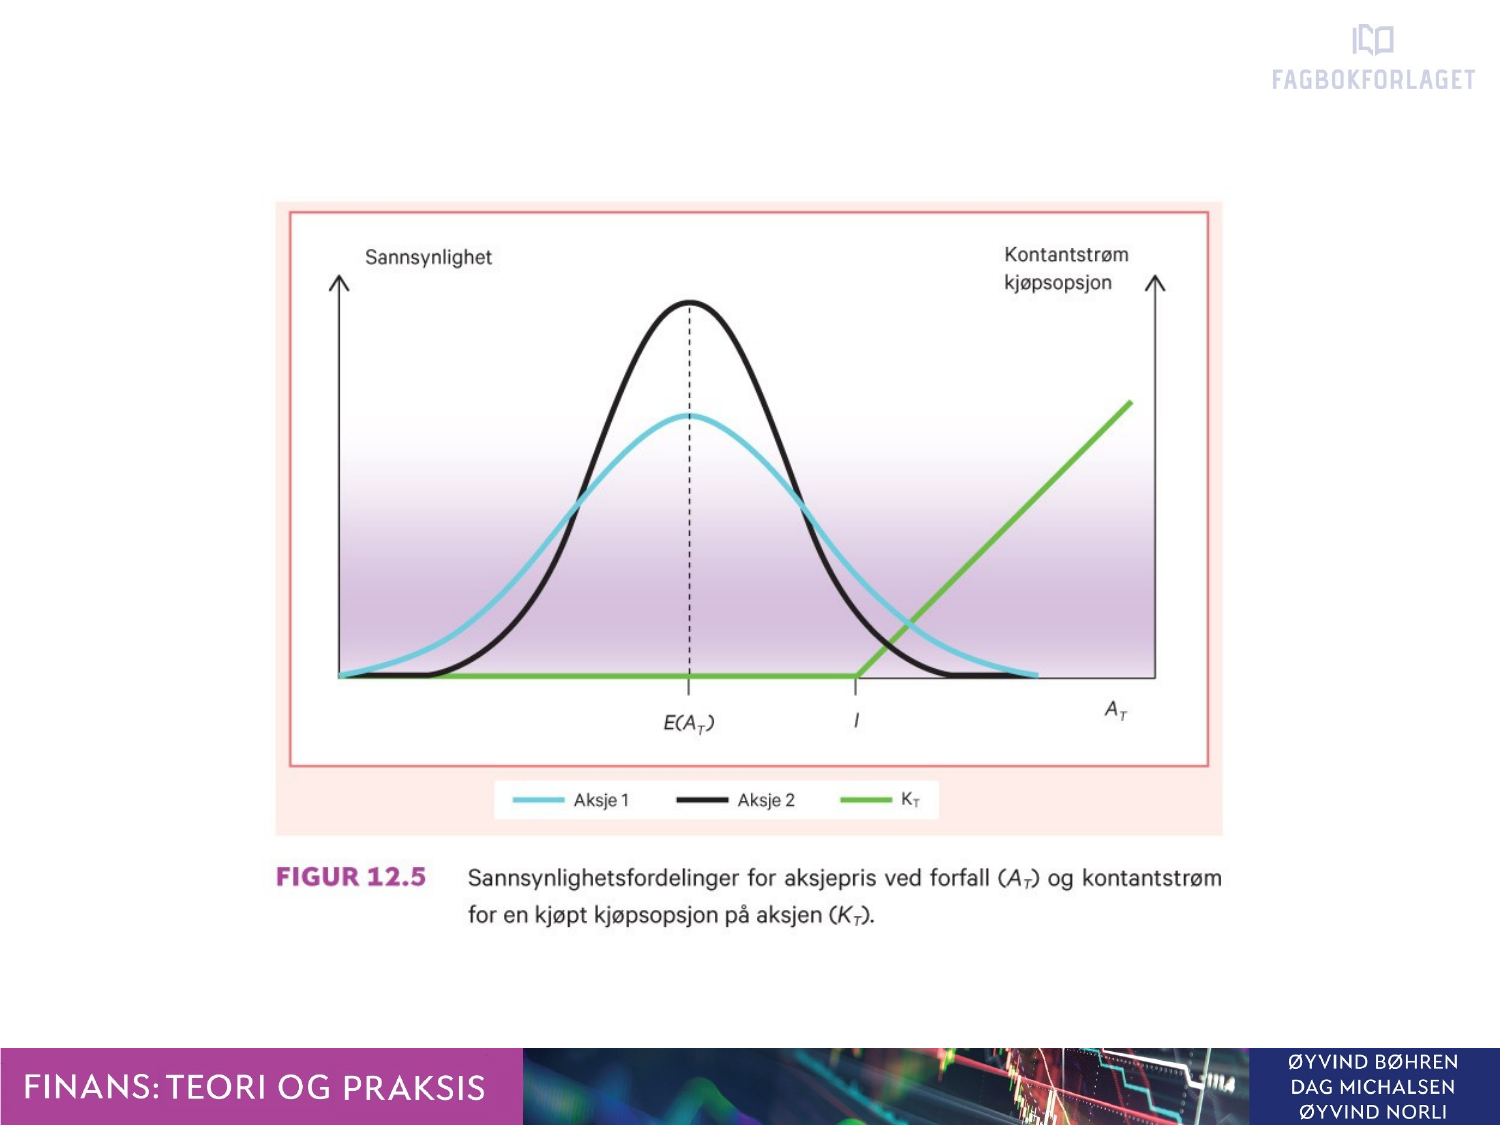 FAGBOKFORLAGET
Sannsynlighet
Kontantstrøm
kjøpsopsjon
E(A_T)
I
A_T
Aksje 1
Aksje 2
K_T
FIGUR 12.5 Sannsynlighetsfordelinger for aksjepris ved forfall (A_T) og kontantstrøm
for en kjøpt kjøpsopsjon på aksjen (K_T).
FINANS: TEORI OG PRAKSIS
ØYVIND BØHREN
DAG MICHALSEN
ØYVIND NORLI